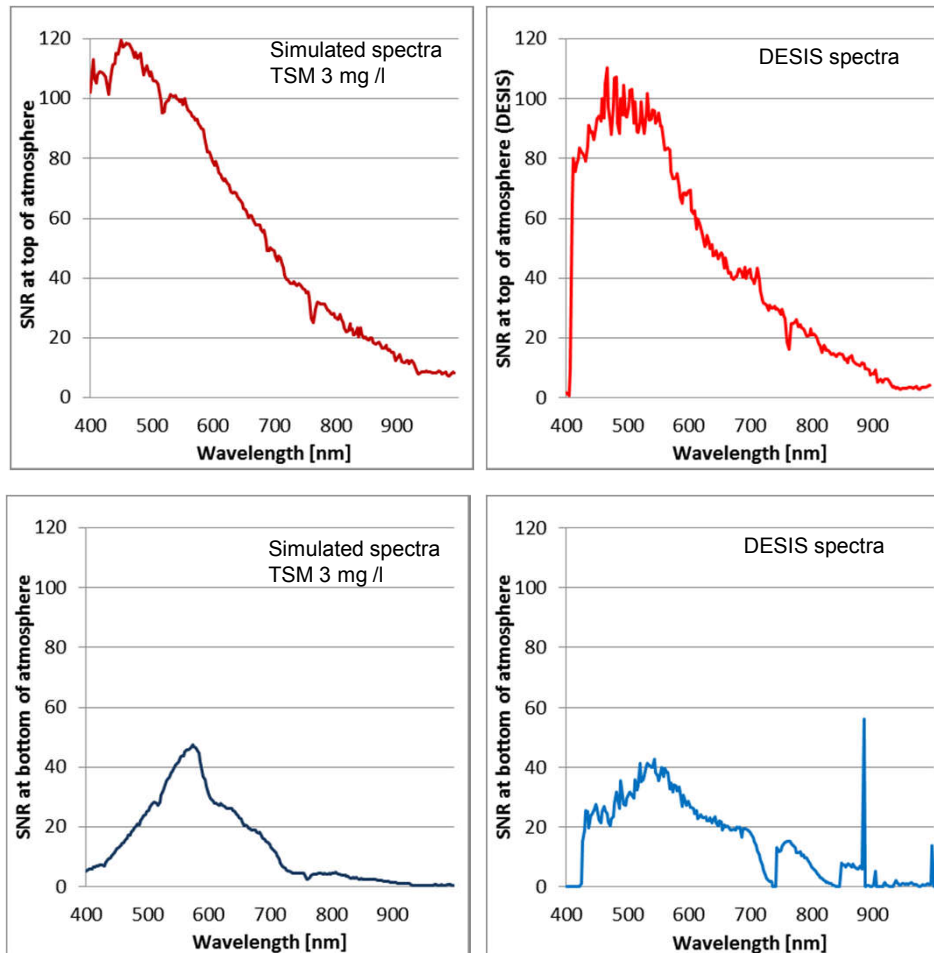 SNR at top of atmosphere
120
100
80
60
40
20
0
Simulated spectra
TSM 3 mg /l
400 500 600 700 800 900
Wavelength [nm]
SNR at top of atmosphere (DESIS)
120
100
80
60
40
20
0
DESIS spectra
400 500 600 700 800 900
Wavelength [nm]
SNR at bottom of atmosphere
120
100
80
60
40
20
0
Simulated spectra
TSM 3 mg /l
400 500 600 700 800 900
Wavelength [nm]
SNR at bottom of atmosphere
120
100
80
60
40
20
0
DESIS spectra
400 500 600 700 800 900
Wavelength [nm]